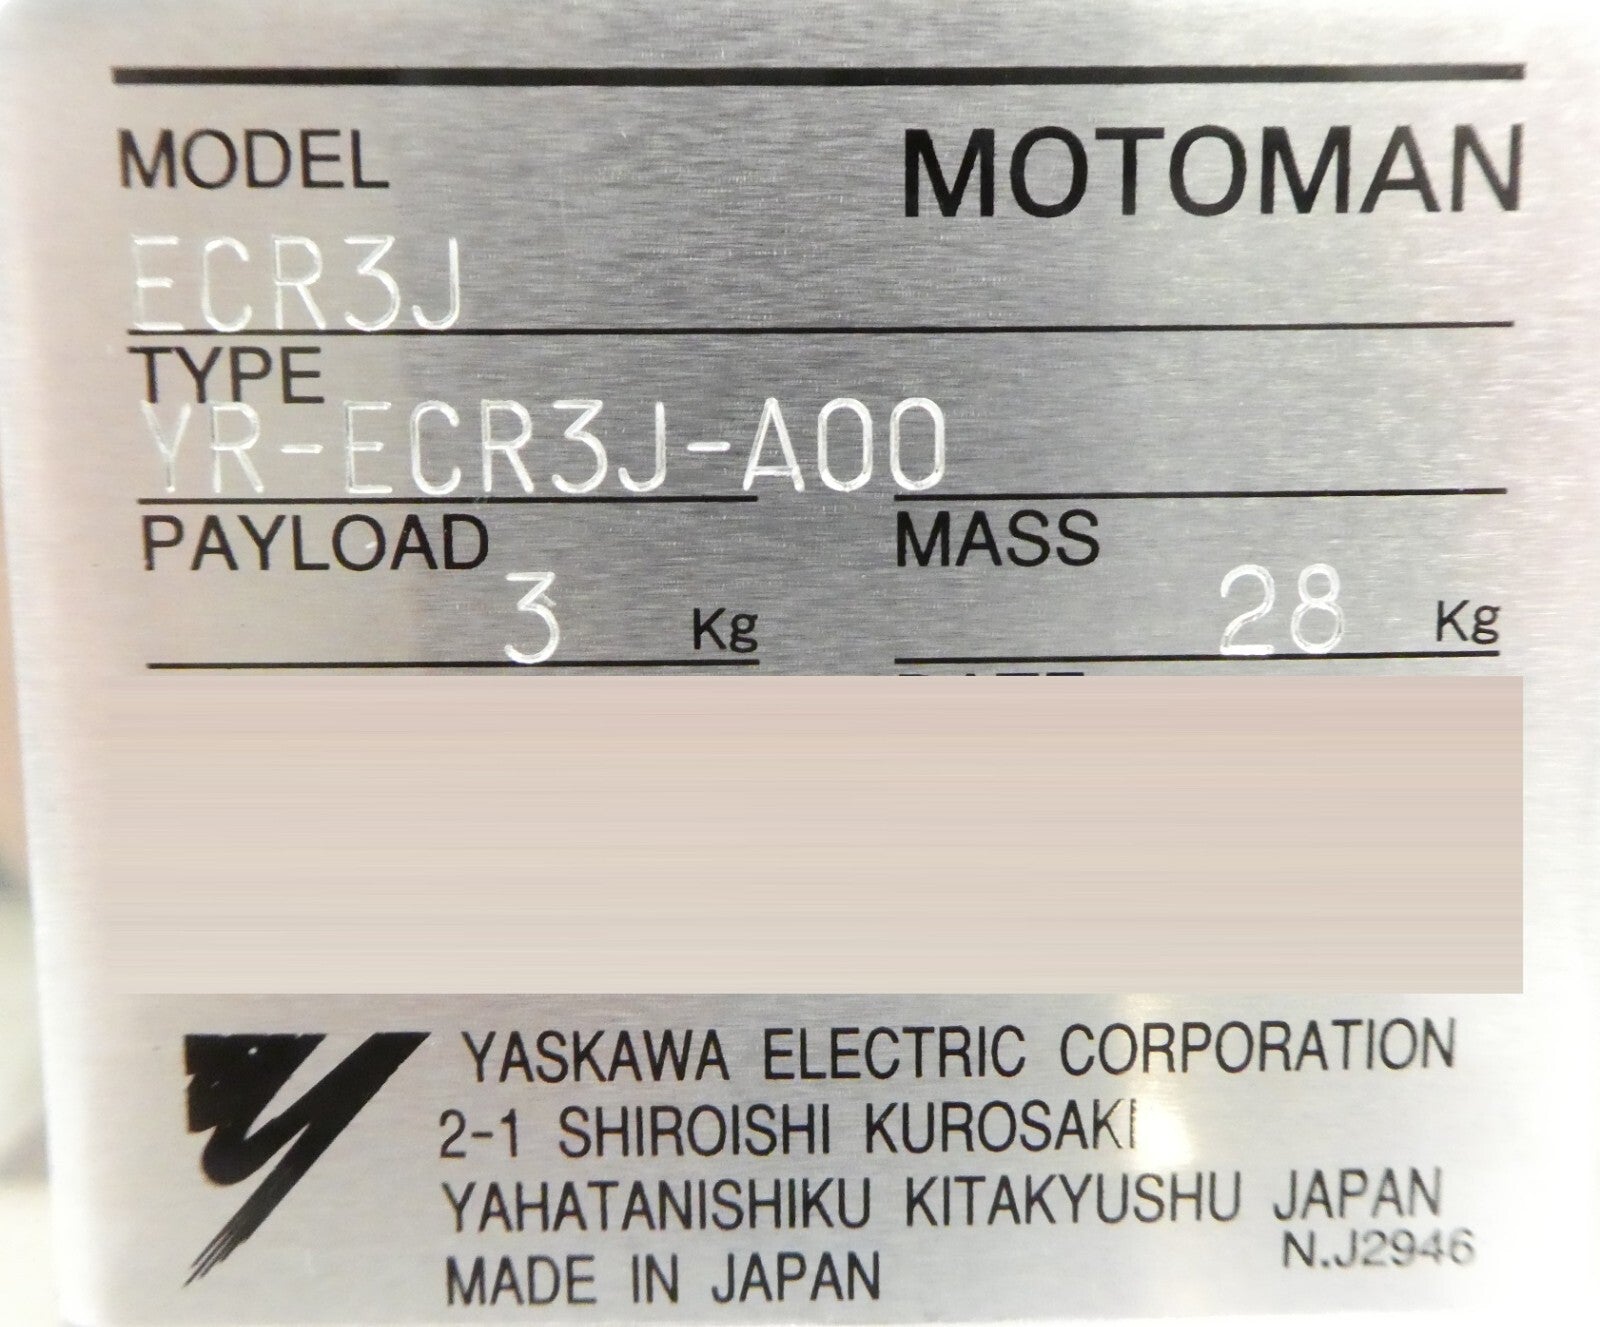 MODEL MOTOMAN
ECR3J
TYPE
YR-ECR3J-A00
PAYLOAD MASS
3 Kg 28 Kg
YASKAWA ELECTRIC CORPORATION
2-1 SHIROISHI KUROSAKI
YAHATANISHIKU KITAKYUSHU JAPAN
N.J2946
MADE IN JAPAN